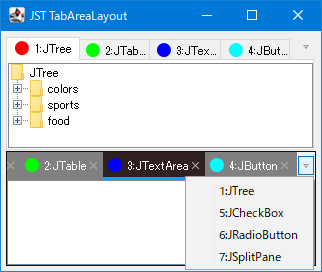 JST TabAreaLayout
1:JTree 2:JTab... 3:JTex... 4:JButt...
JTree
colors
sports
food
2:JTable 3:JTextArea 4:JButton
1:JTree
5:JCheckBox
6:JRadioButton
7:JSplitPane